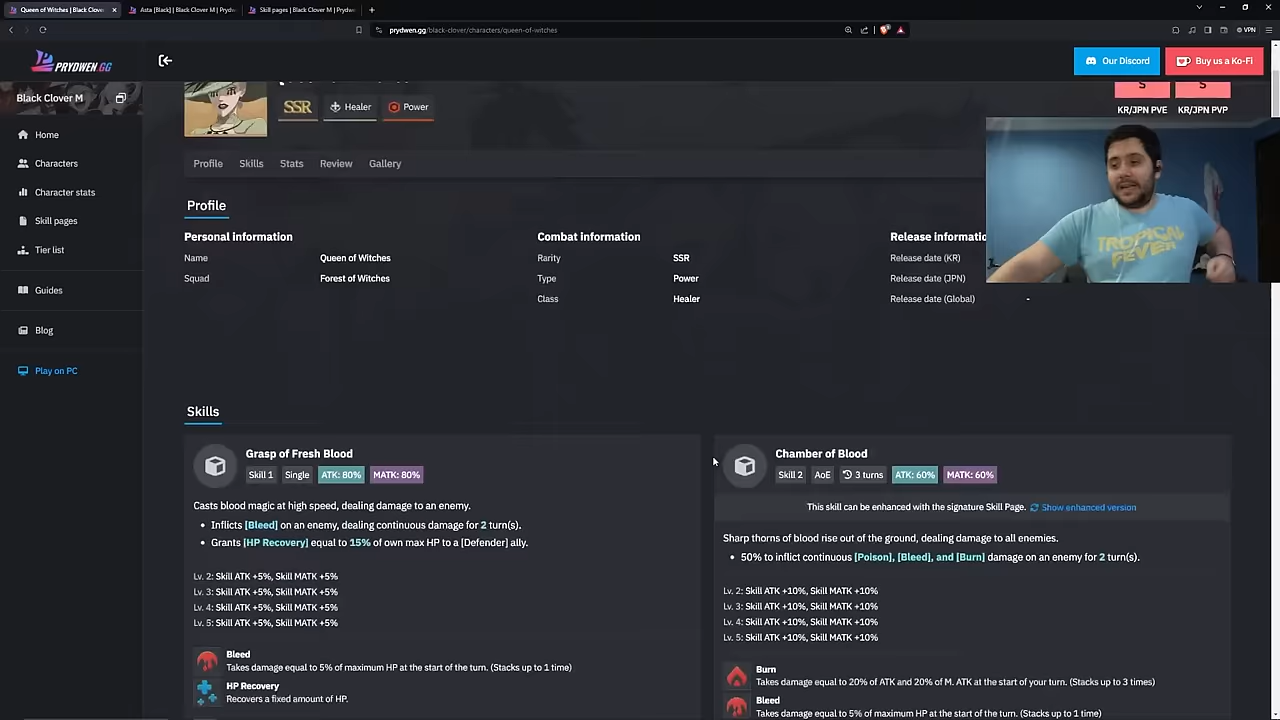 Queen of Witches | Black Clover
Asta [Black] | Black Clover M | Prydw
Skill pages | Black Clover M | Prydw
prydwen.gg/black-clover/characters/queen-of-witches
VPN
PRYDWEN.GG
Our Discord
Buy us a Ko-Fi
Black Clover M
SSR
Healer
Power
S
S
KR/JPN PVE
KR/JPN PVP
Home
Characters
Character stats
Skill pages
Tier list
Guides
Blog
Play on PC
Profile
Skills
Stats
Review
Gallery
Profile
Personal information
Name
Queen of Witches
Squad
Forest of Witches
Combat information
Rarity
SSR
Type
Power
Class
Healer
Release informatio
Release date (KR)
Release date (JPN)
Release date (Global)
-
TROPICAL
FEVER
Skills
Grasp of Fresh Blood
Skill 1
Single
ATK: 80%
MATK: 80%
Casts blood magic at high speed, dealing damage to an enemy.
• Inflicts [Bleed] on an enemy, dealing continuous damage for 2 turn(s).
• Grants [HP Recovery] equal to 15% of own max HP to a [Defender] ally.
Lv. 2: Skill ATK +5%, Skill MATK +5%
Lv. 3: Skill ATK +5%, Skill MATK +5%
Lv. 4: Skill ATK +5%, Skill MATK +5%
Lv. 5: Skill ATK +5%, Skill MATK +5%
Bleed
Takes damage equal to 5% of maximum HP at the start of the turn. (Stacks up to 1 time)
HP Recovery
Recovers a fixed amount of HP.
Chamber of Blood
Skill 2
AoE
3 turns
ATK: 60%
MATK: 60%
This skill can be enhanced with the signature Skill Page. Show enhanced version
Sharp thorns of blood rise out of the ground, dealing damage to all enemies.
• 50% to inflict continuous [Poison], [Bleed], and [Burn] damage on an enemy for 2 turn(s).
Lv. 2: Skill ATK +10%, Skill MATK +10%
Lv. 3: Skill ATK +10%, Skill MATK +10%
Lv. 4: Skill ATK +10%, Skill MATK +10%
Lv. 5: Skill ATK +10%, Skill MATK +10%
Burn
Takes damage equal to 20% of ATK and 20% of M. ATK at the start of your turn. (Stacks up to 3 times)
Bleed
Takes damage equal to 5% of maximum HP at the start of the turn. (Stacks up to 1 time)